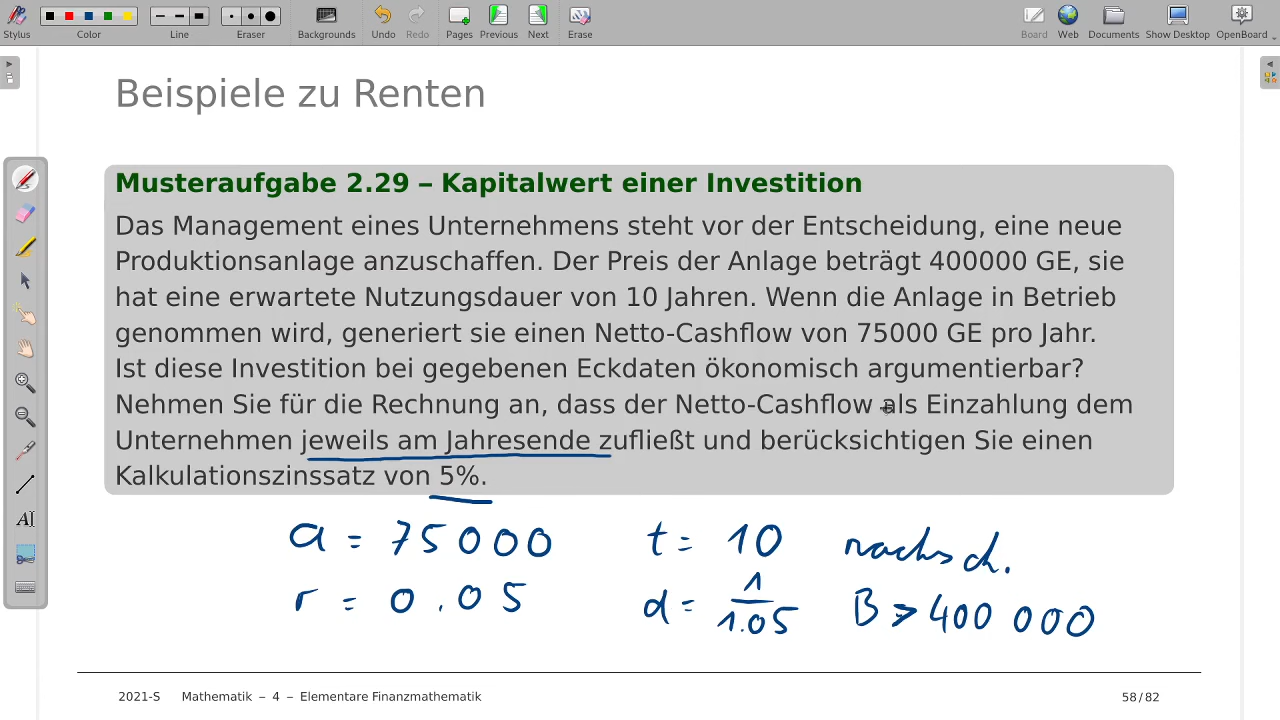 Stylus Color Line Eraser Backgrounds Undo Redo Pages Previous Next Erase Board Web Documents Show Desktop OpenBoard
Beispiele zu Renten
Musteraufgabe 2.29 – Kapitalwert einer Investition
Das Management eines Unternehmens steht vor der Entscheidung, eine neue
Produktionsanlage anzuschaffen. Der Preis der Anlage beträgt 400000 GE, sie
hat eine erwartete Nutzungsdauer von 10 Jahren. Wenn die Anlage in Betrieb
genommen wird, generiert sie einen Netto-Cashflow von 75000 GE pro Jahr.
Ist diese Investition bei gegebenen Eckdaten ökonomisch argumentierbar?
Nehmen Sie für die Rechnung an, dass der Netto-Cashflow als Einzahlung dem
Unternehmen jeweils am Jahresende zufließt und berücksichtigen Sie einen
Kalkulationszinssatz von 5%.
a = 75000 t = 10 nachsch.
r = 0.05 d = 1/1.05 B > 400 000
2021-S Mathematik – 4 – Elementare Finanzmathematik 58/82